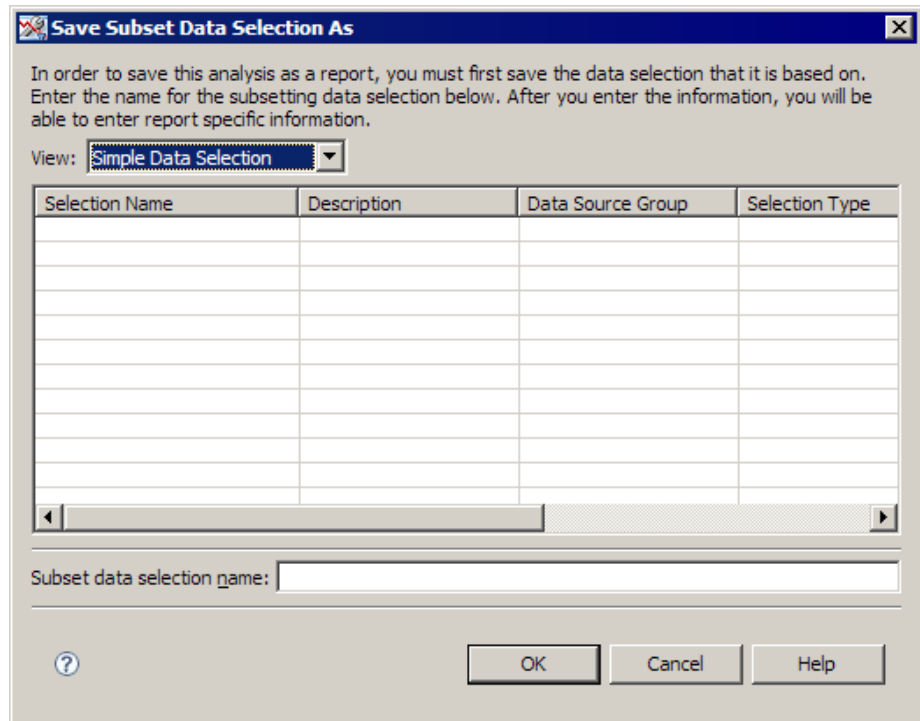 Save Subset Data Selection As
In order to save this analysis as a report, you must first save the data selection that it is based on.
Enter the name for the subsetting data selection below. After you enter the information, you will be
able to enter report specific information.
View: Simple Data Selection
Selection Name Description Data Source Group Selection Type
Subset data selection name:
? OK Cancel Help